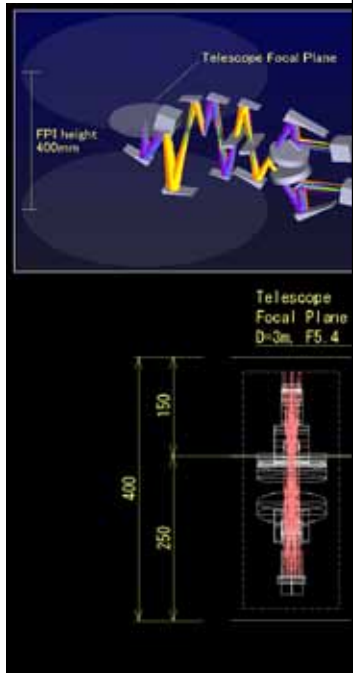 Telescope Focal Plane
FPI height
400mm
Telescope
Focal Plane
D=3m, F5.4
150
400
250